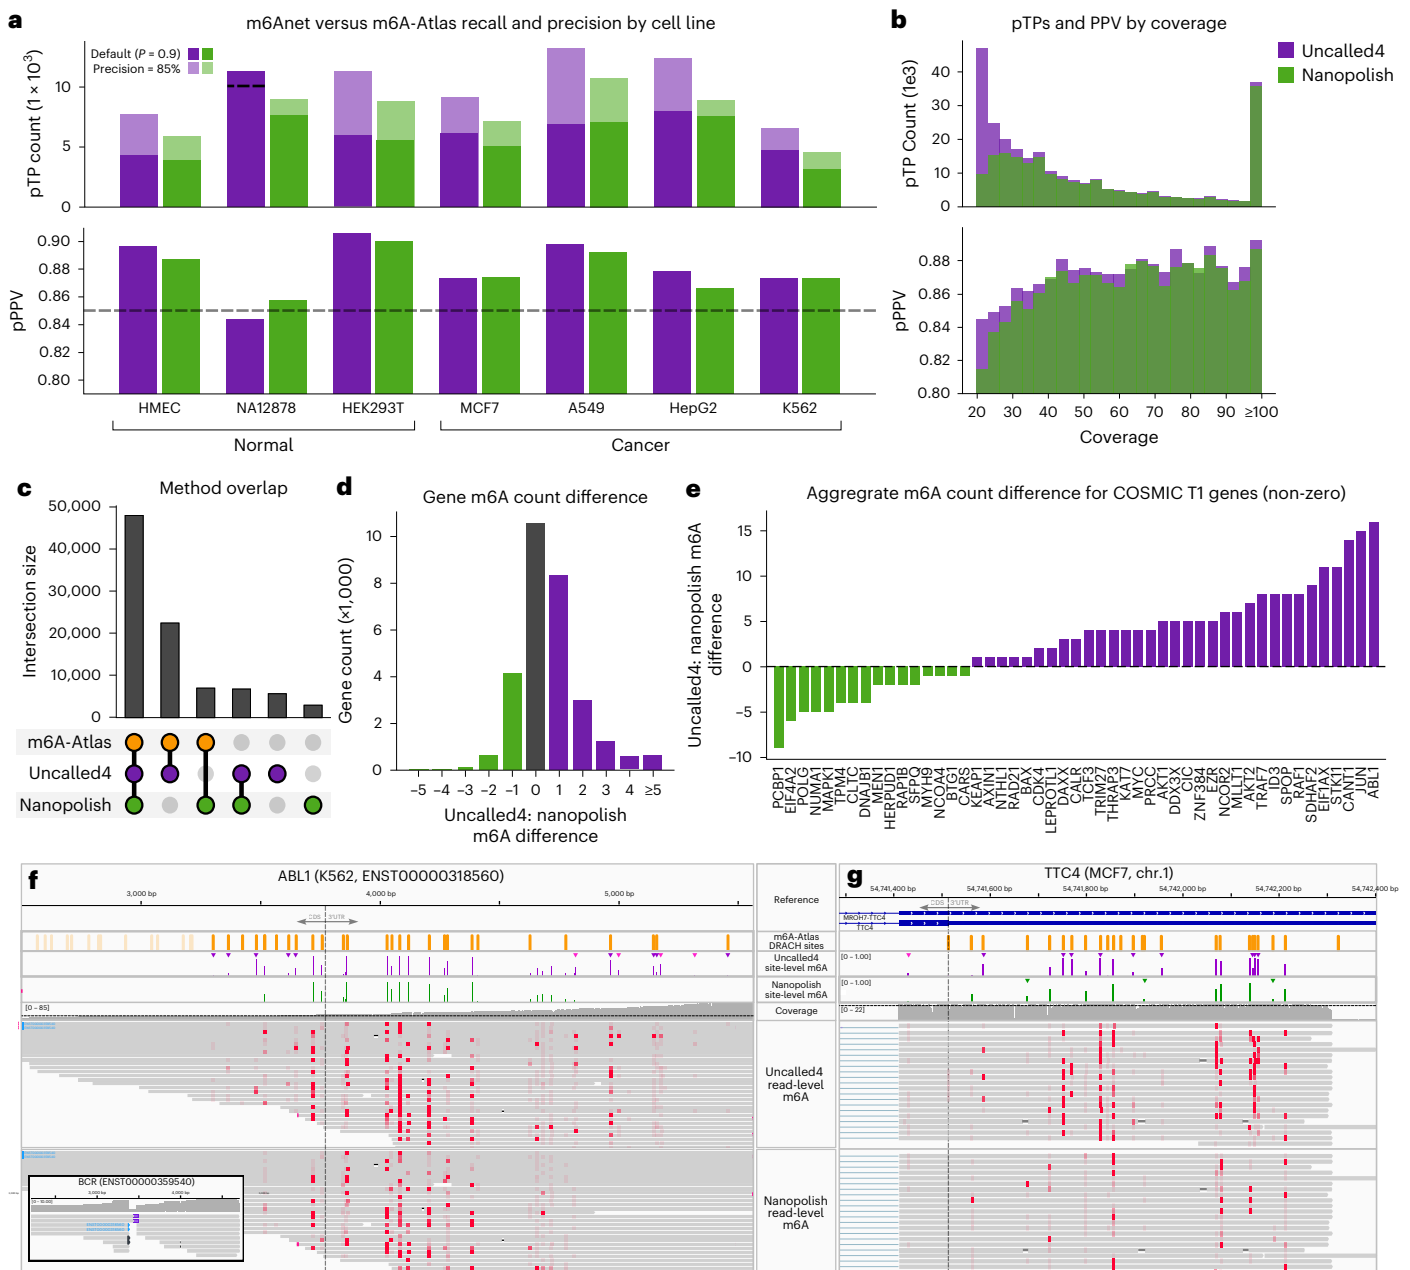 a
m6Anet versus m6A-Atlas recall and precision by cell line
Default (P = 0.9)
Precision = 85%
pTP count (1 × 10³)
10
5
0
pPPV
0.90
0.88
0.86
0.84
0.82
0.80
HMEC
NA12878
HEK293T
MCF7
A549
HepG2
K562
Normal
Cancer
b
pTPs and PPV by coverage
Uncalled4
Nanopolish
pTP Count (1e3)
40
30
20
10
0
pPPV
0.88
0.86
0.84
0.82
0.80
20 30 40 50 60 70 80 90 ≥100
Coverage
c
Method overlap
Intersection size
50,000
40,000
30,000
20,000
10,000
0
m6A-Atlas
Uncalled4
Nanopolish
d
Gene m6A count difference
Gene count (×1,000)
10
8
6
4
2
0
−5 −4 −3 −2 −1 0 1 2 3 4 ≥5
Uncalled4: nanopolish
m6A difference
e
Aggregate m6A count difference for COSMIC T1 genes (non-zero)
Uncalled4: nanopolish m6A
difference
15
10
5
0
−5
−10
PCBP1
EIF4A2
POLG
NUMA1
MAPK1
TPM4
CLTC
DNAJB1
MEN1
HERPUD1
RAP1B
SFPQ
MYH9
NCOA4
BTG1
CARS
KEAP1
AXIN1
NTHL1
RAD21
BAX
CDK4
LEPROTL1
DAXX
CALR
TCF3
TRIM27
THRAP3
KAT7
MYC
PRCC
AKT1
DDX3X
CIC
ZNF384
EZR
NCOR2
MLLT1
AKT2
TRAF7
ID3
SPOP
RAF1
SDHAF2
EIF1AX
STK11
CANT1
JUN
ABL1
f
ABL1 (K562, ENST00000318560)
3,000 bp
4,000 bp
5,000 bp
3'UTR
[0 – 85]
BCR (ENST00000359540)
Reference
m6A-Atlas
DRACH sites
Uncalled4
site-level m6A
Nanopolish
site-level m6A
Coverage
Uncalled4
read-level
m6A
Nanopolish
read-level
m6A
g
TTC4 (MCF7, chr.1)
54,741,400 bp
54,741,600 bp
54,741,800 bp
54,742,000 bp
54,742,200 bp
54,742,400 bp
3'UTR
MROH7-TTC4
TTC4
[0 – 1.00]
[0 – 1.00]
[0 – 22]